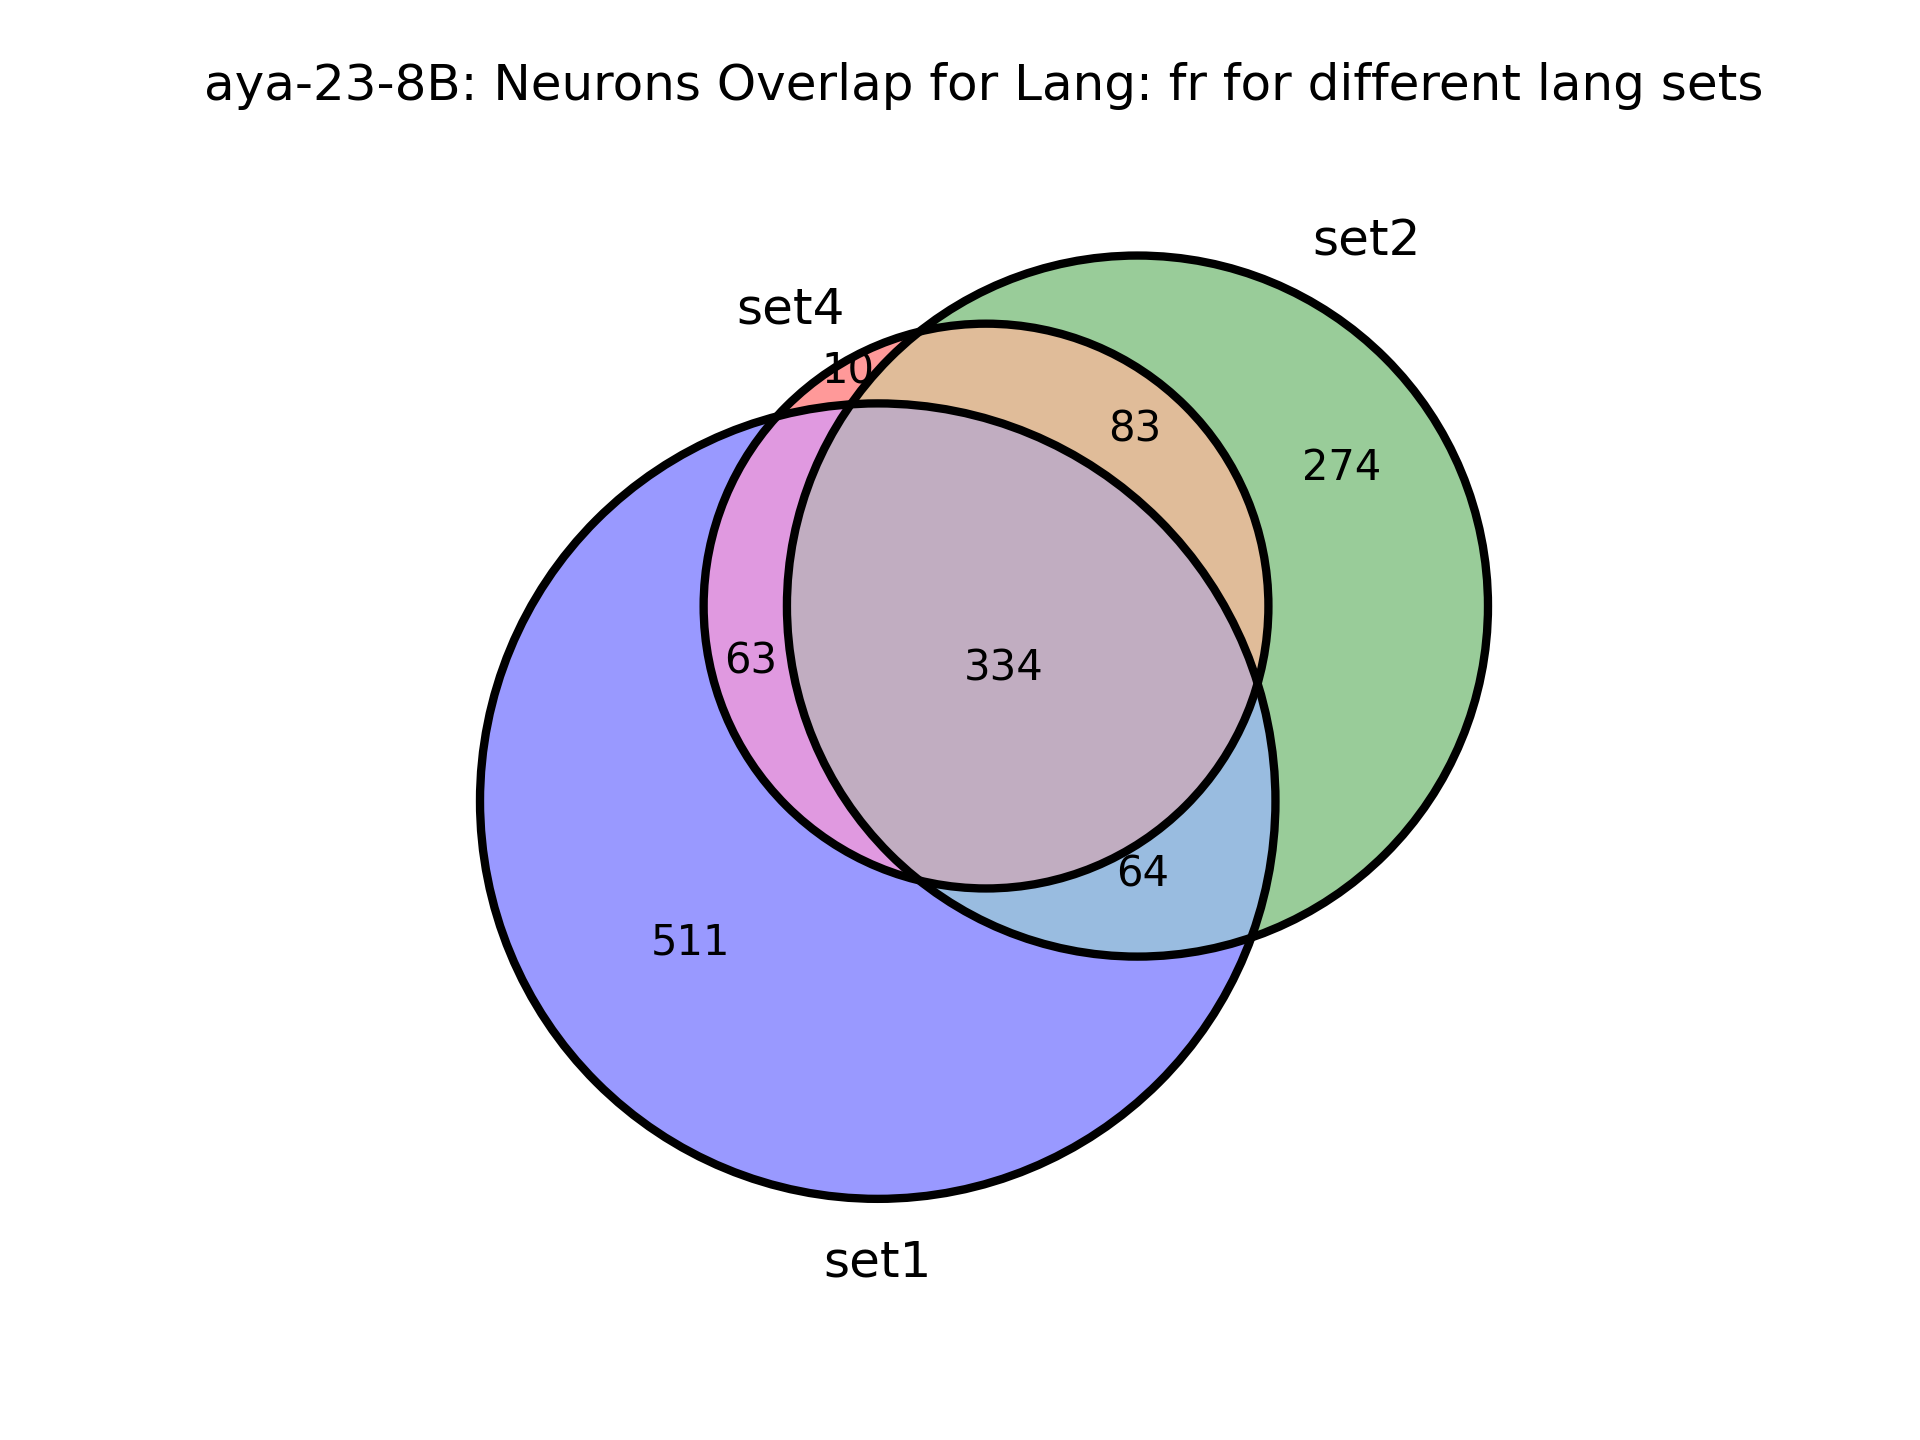 aya-23-8B: Neurons Overlap for Lang: fr for different lang sets
set2
set4
10
83
274
63
334
64
511
set1